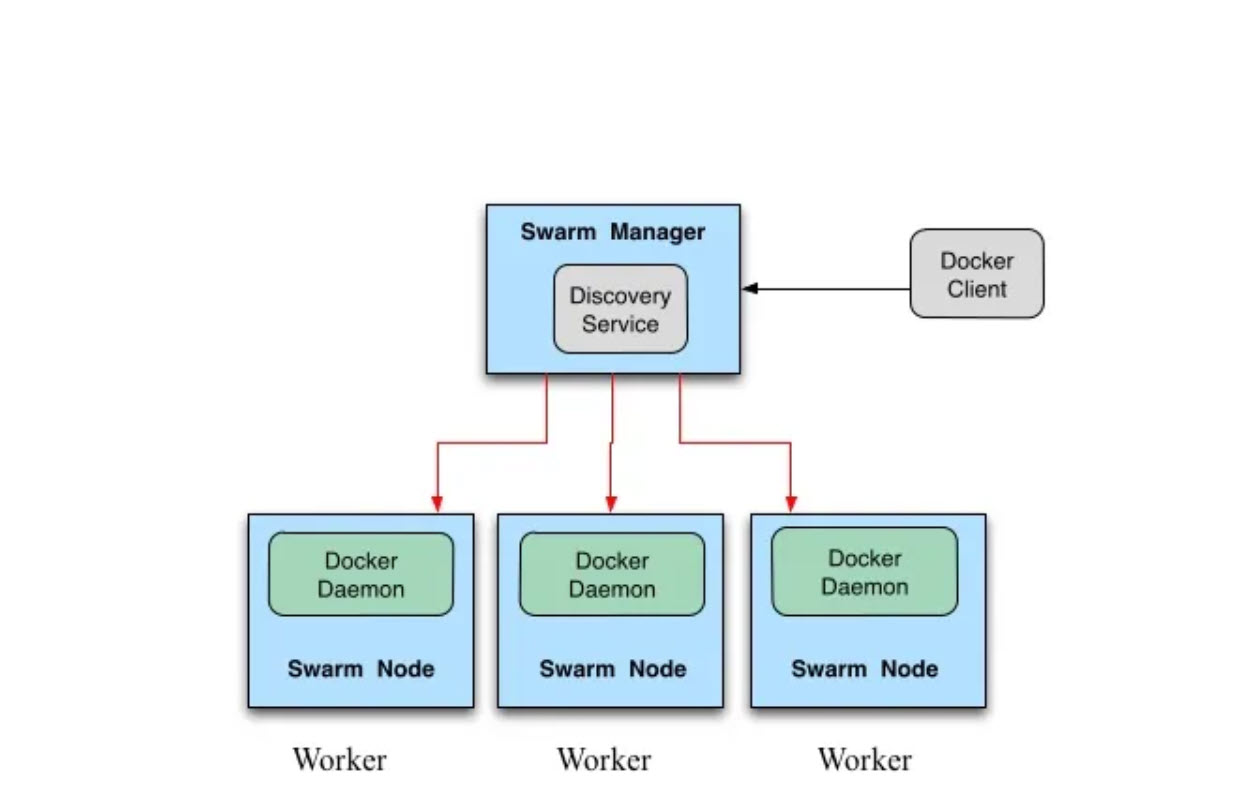 Swarm Manager
Discovery
Service
Docker
Client
Docker
Daemon
Swarm Node
Docker
Daemon
Swarm Node
Docker
Daemon
Swarm Node
Worker
Worker
Worker